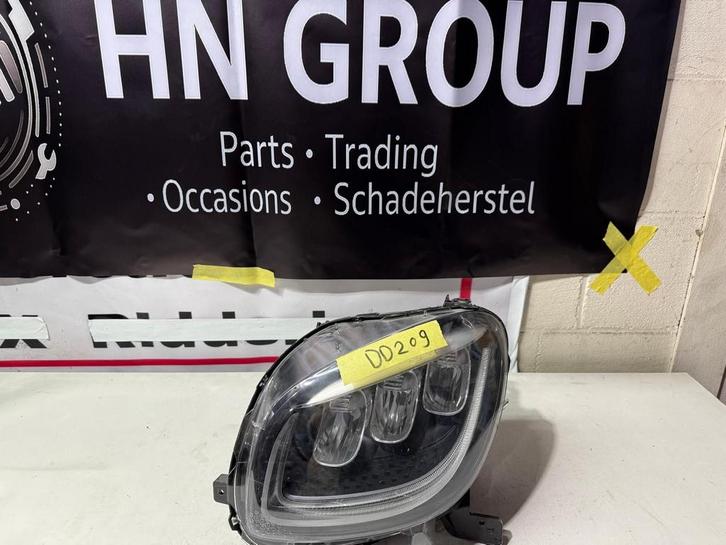 HN GROUP
Parts • Trading
• Occasions • Schadeherstel
DD209